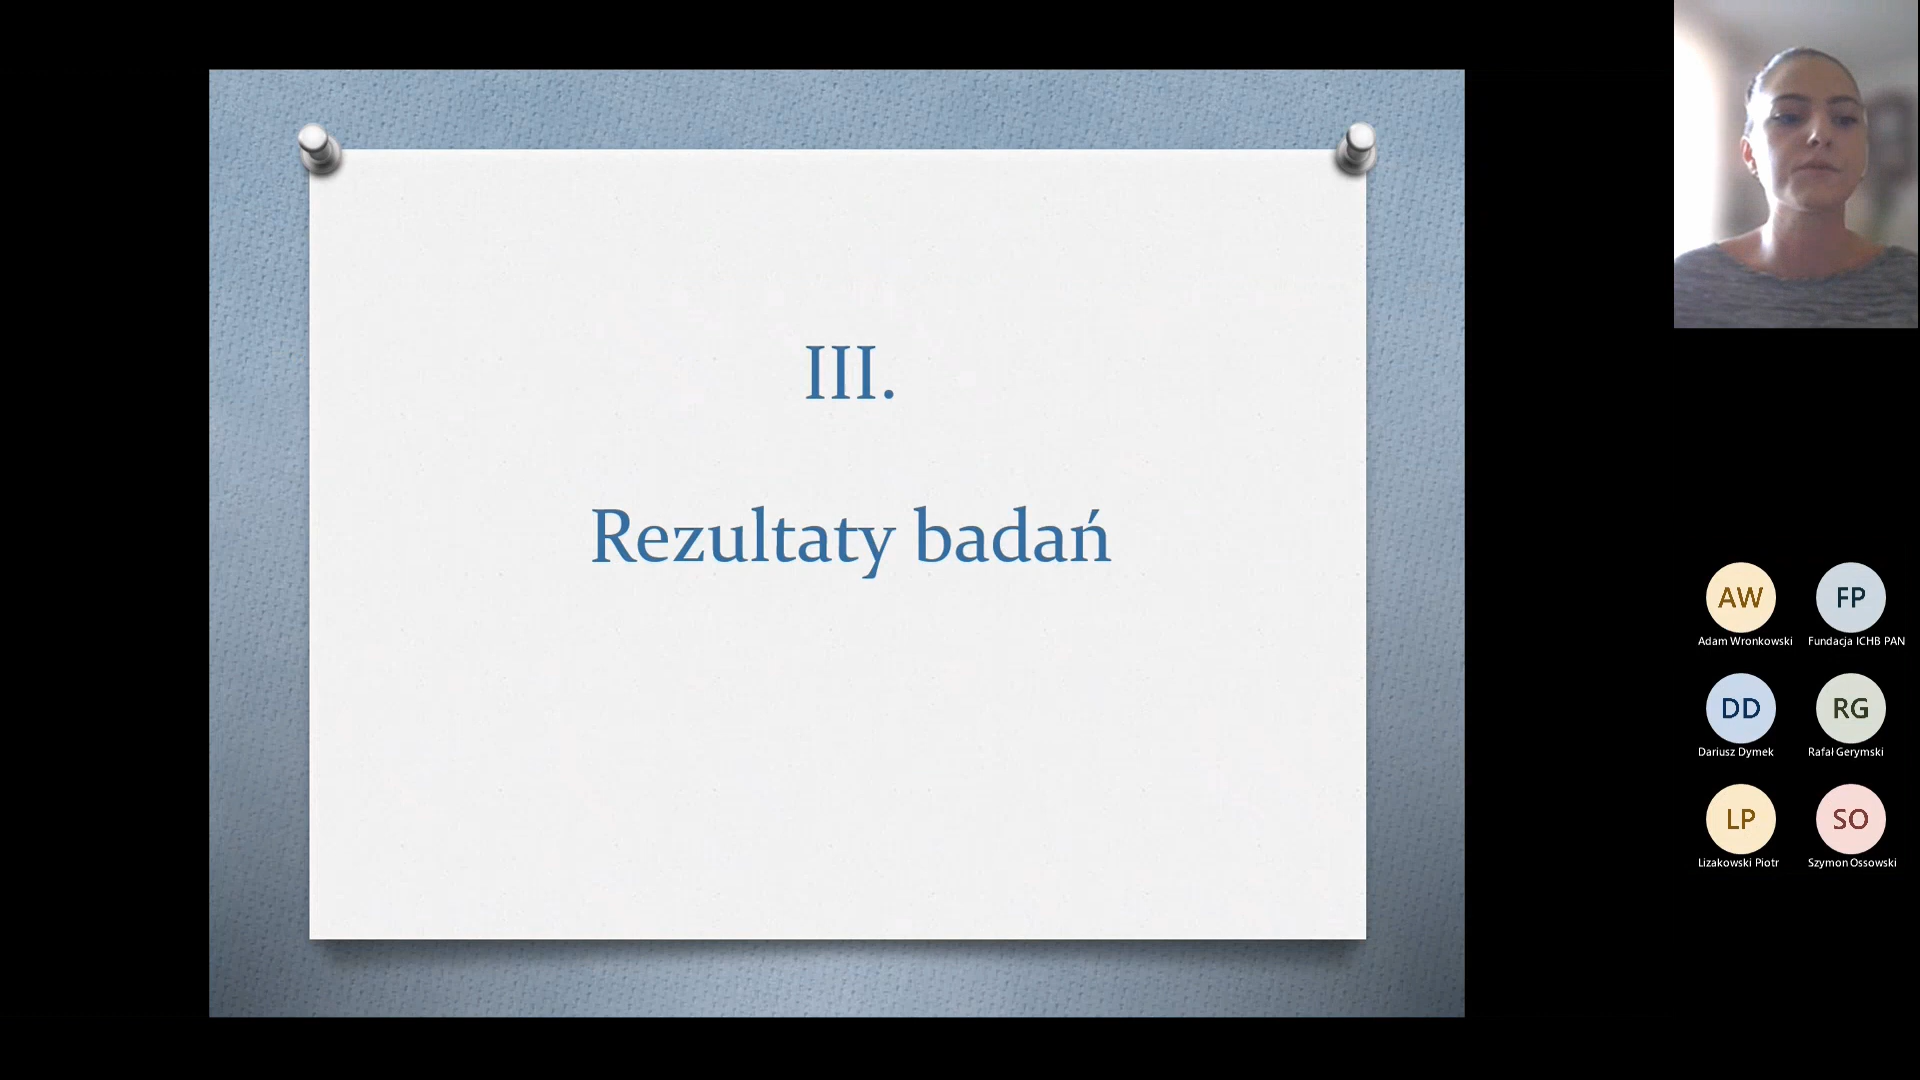 III.
Rezultaty badań
AW
FP
Adam Wronkowski
Fundacja ICHB PAN
DD
RG
Dariusz Dymek
Rafał Gerymski
LP
SO
Lizakowski Piotr
Szymon Ossowski